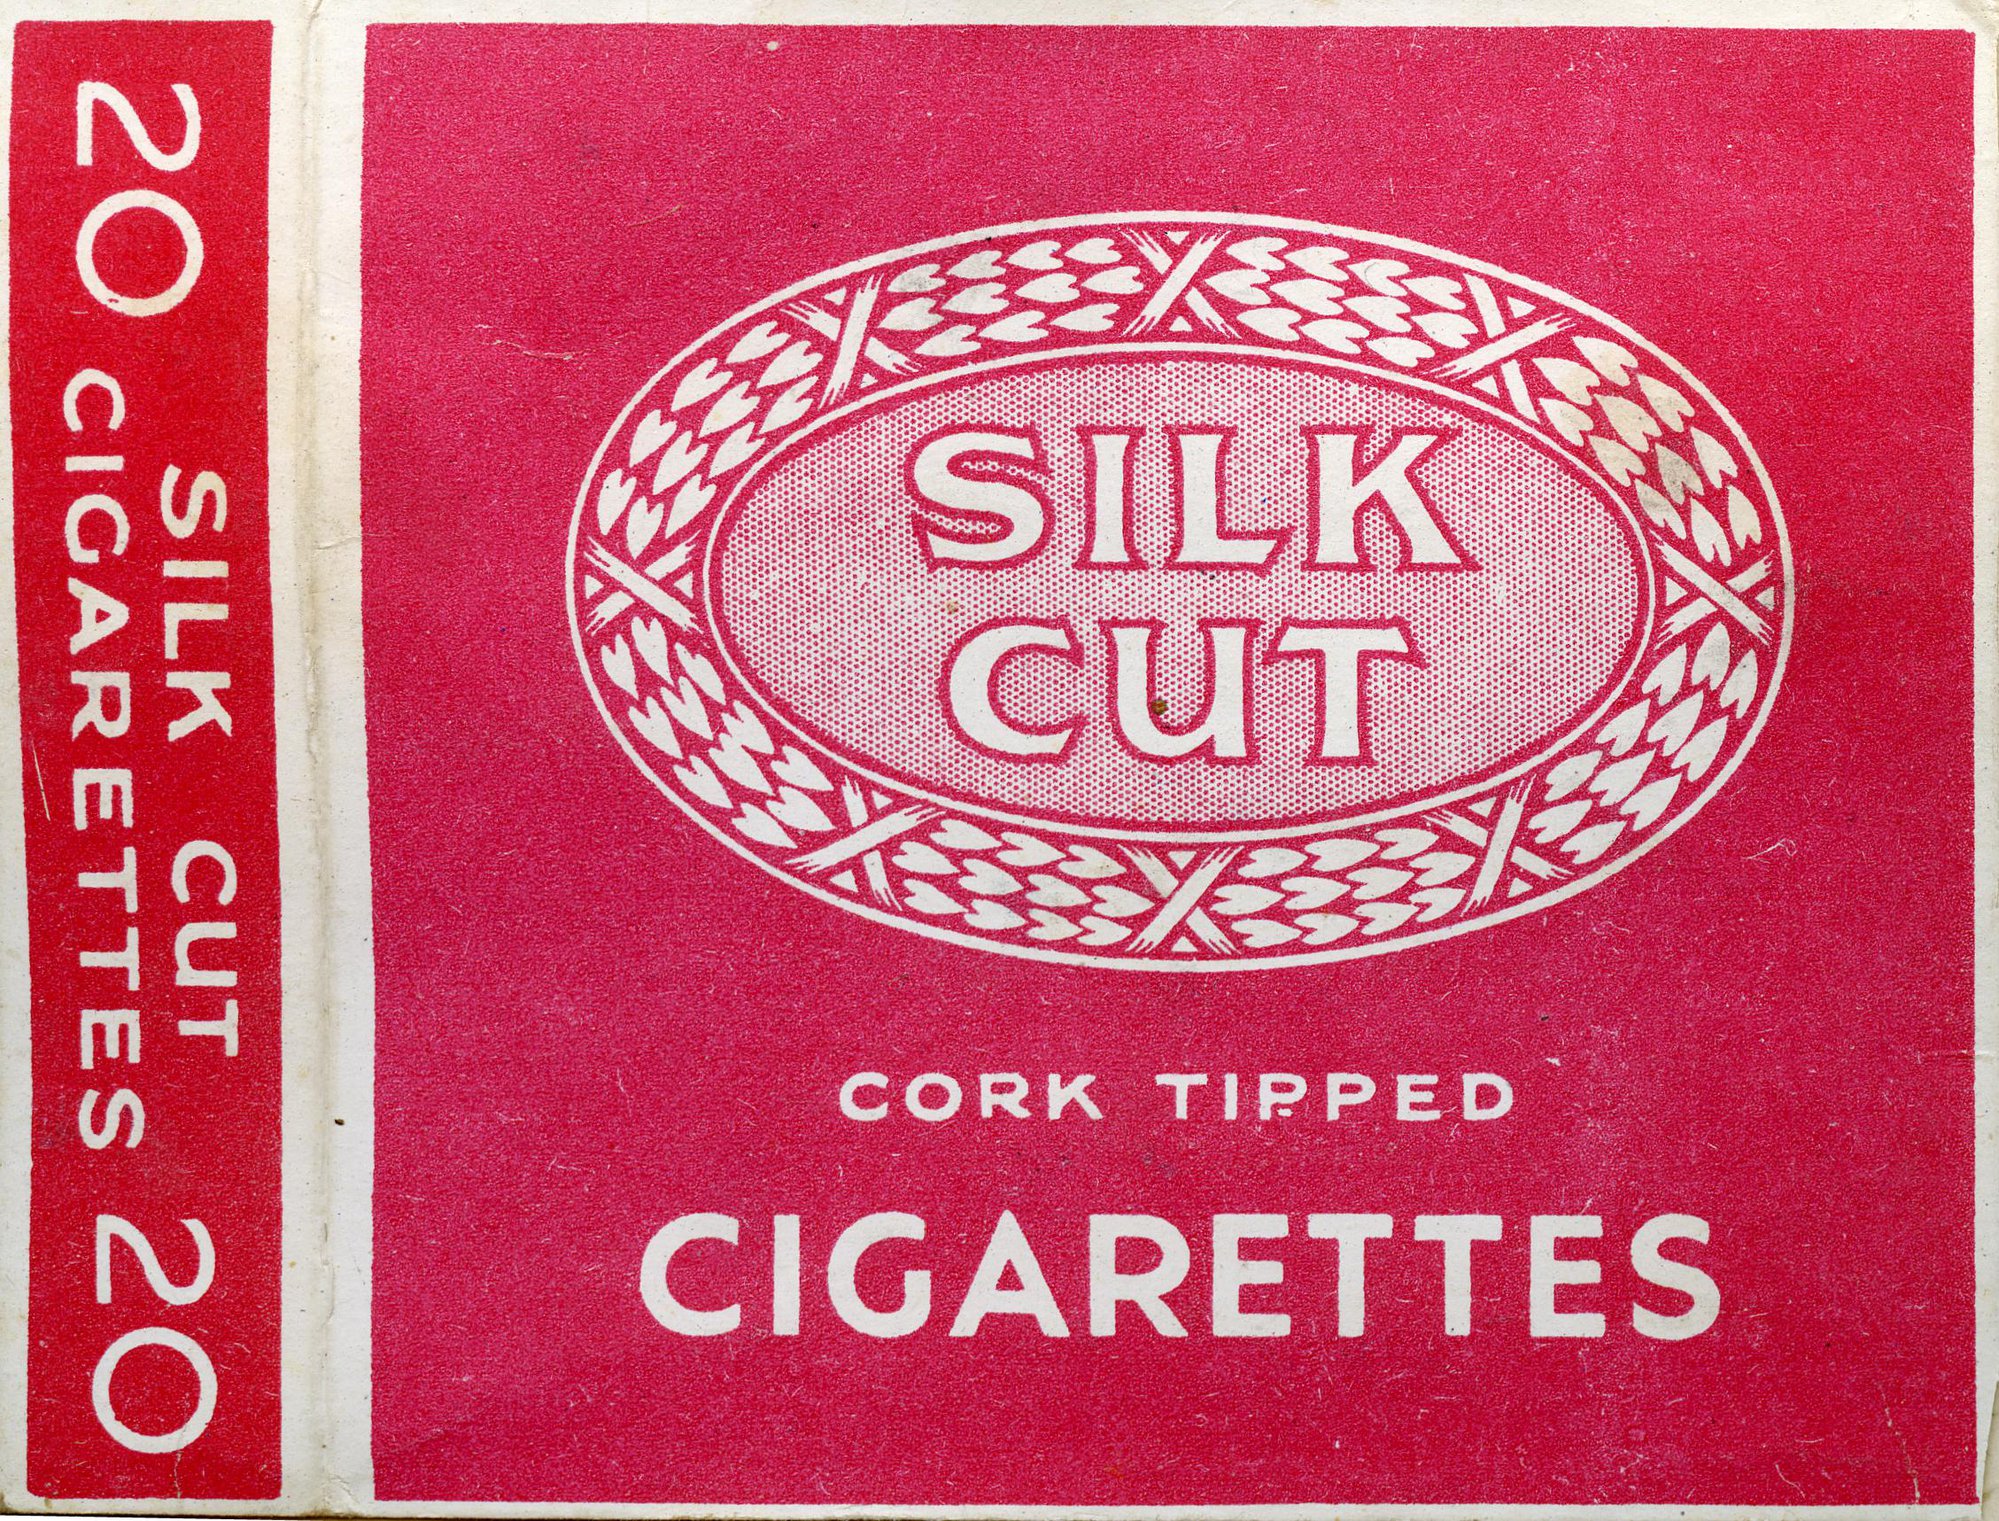 20 SILK CUT 20
CIGARETTES
SILK
CUT
CORK TIPPED
CIGARETTES